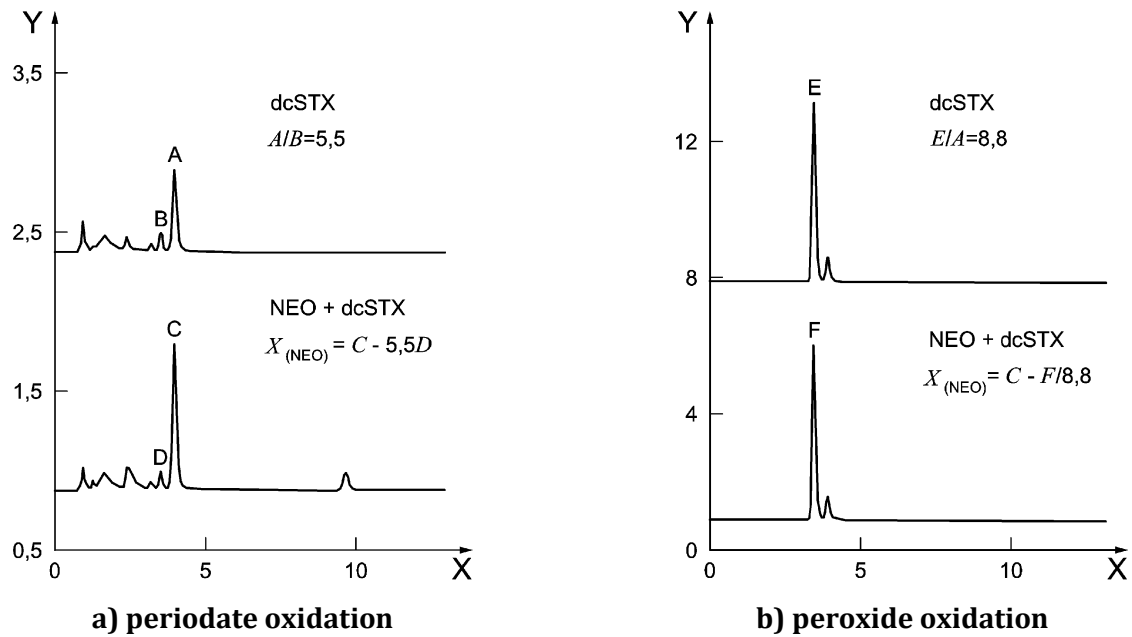 Y
3,5
dcSTX
A/B=5,5
A
B
2,5
NEO + dcSTX
X (NEO) = C - 5,5D
C
1,5
D
0,5
0
5
10
X
a) periodate oxidation
Y
E
dcSTX
E/A=8,8
12
8
NEO + dcSTX
X (NEO) = C - F/8,8
F
4
0
0
5
10
X
b) peroxide oxidation